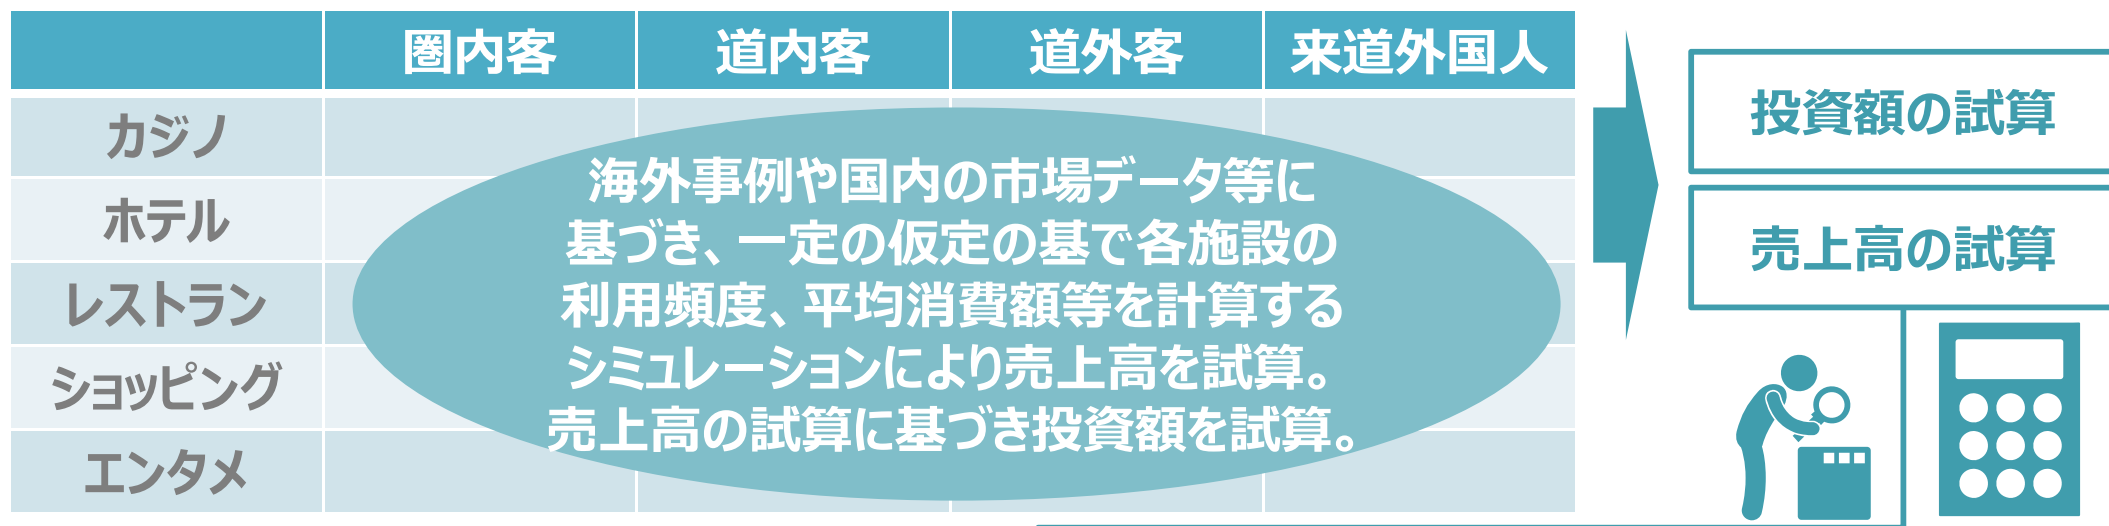 圏内客 道内客 道外客 来道外国人
カジノ
ホテル
レストラン
ショッピング
エンタメ
海外事例や国内の市場データ等に
基づき、一定の仮定の基で各施設の
利用頻度、平均消費額等を計算する
シミュレーションにより売上高を試算。
売上高の試算に基づき投資額を試算。
投資額の試算
売上高の試算